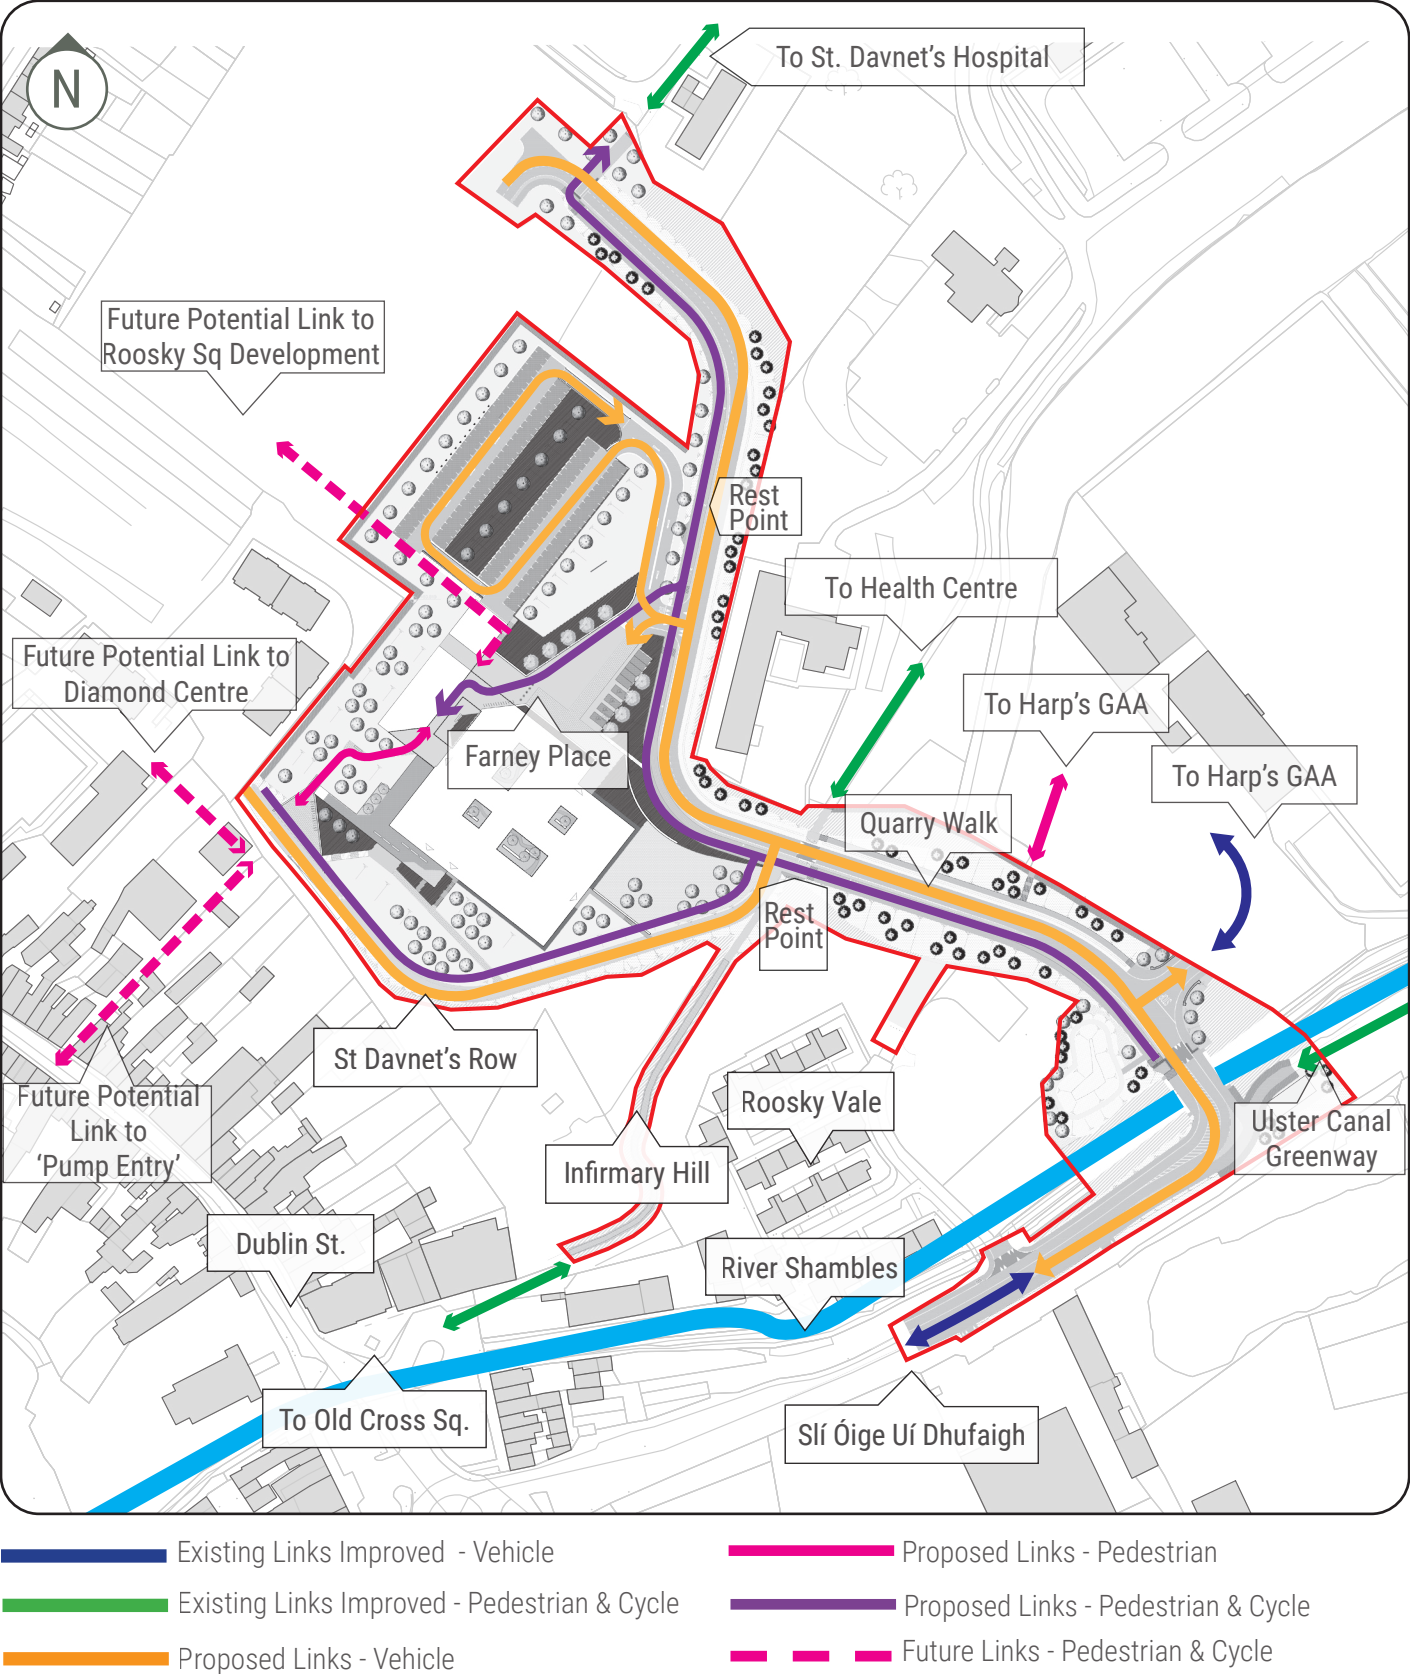 To St. Davnet's Hospital
N
Future Potential Link to
Roosky Sq Development
Rest
Point
To Health Centre
Future Potential Link to
Diamond Centre
To Harp's GAA
Farney Place
To Harp's GAA
Quarry Walk
Rest
Point
St Davnet's Row
Roosky Vale
Future Potential
Link to
'Pump Entry'
Ulster Canal
Greenway
Infirmary Hill
Dublin St.
River Shambles
To Old Cross Sq.
Slí Óige Uí Dhufaigh
Existing Links Improved - Vehicle
Existing Links Improved - Pedestrian & Cycle
Proposed Links - Vehicle
Proposed Links - Pedestrian
Proposed Links - Pedestrian & Cycle
Future Links - Pedestrian & Cycle